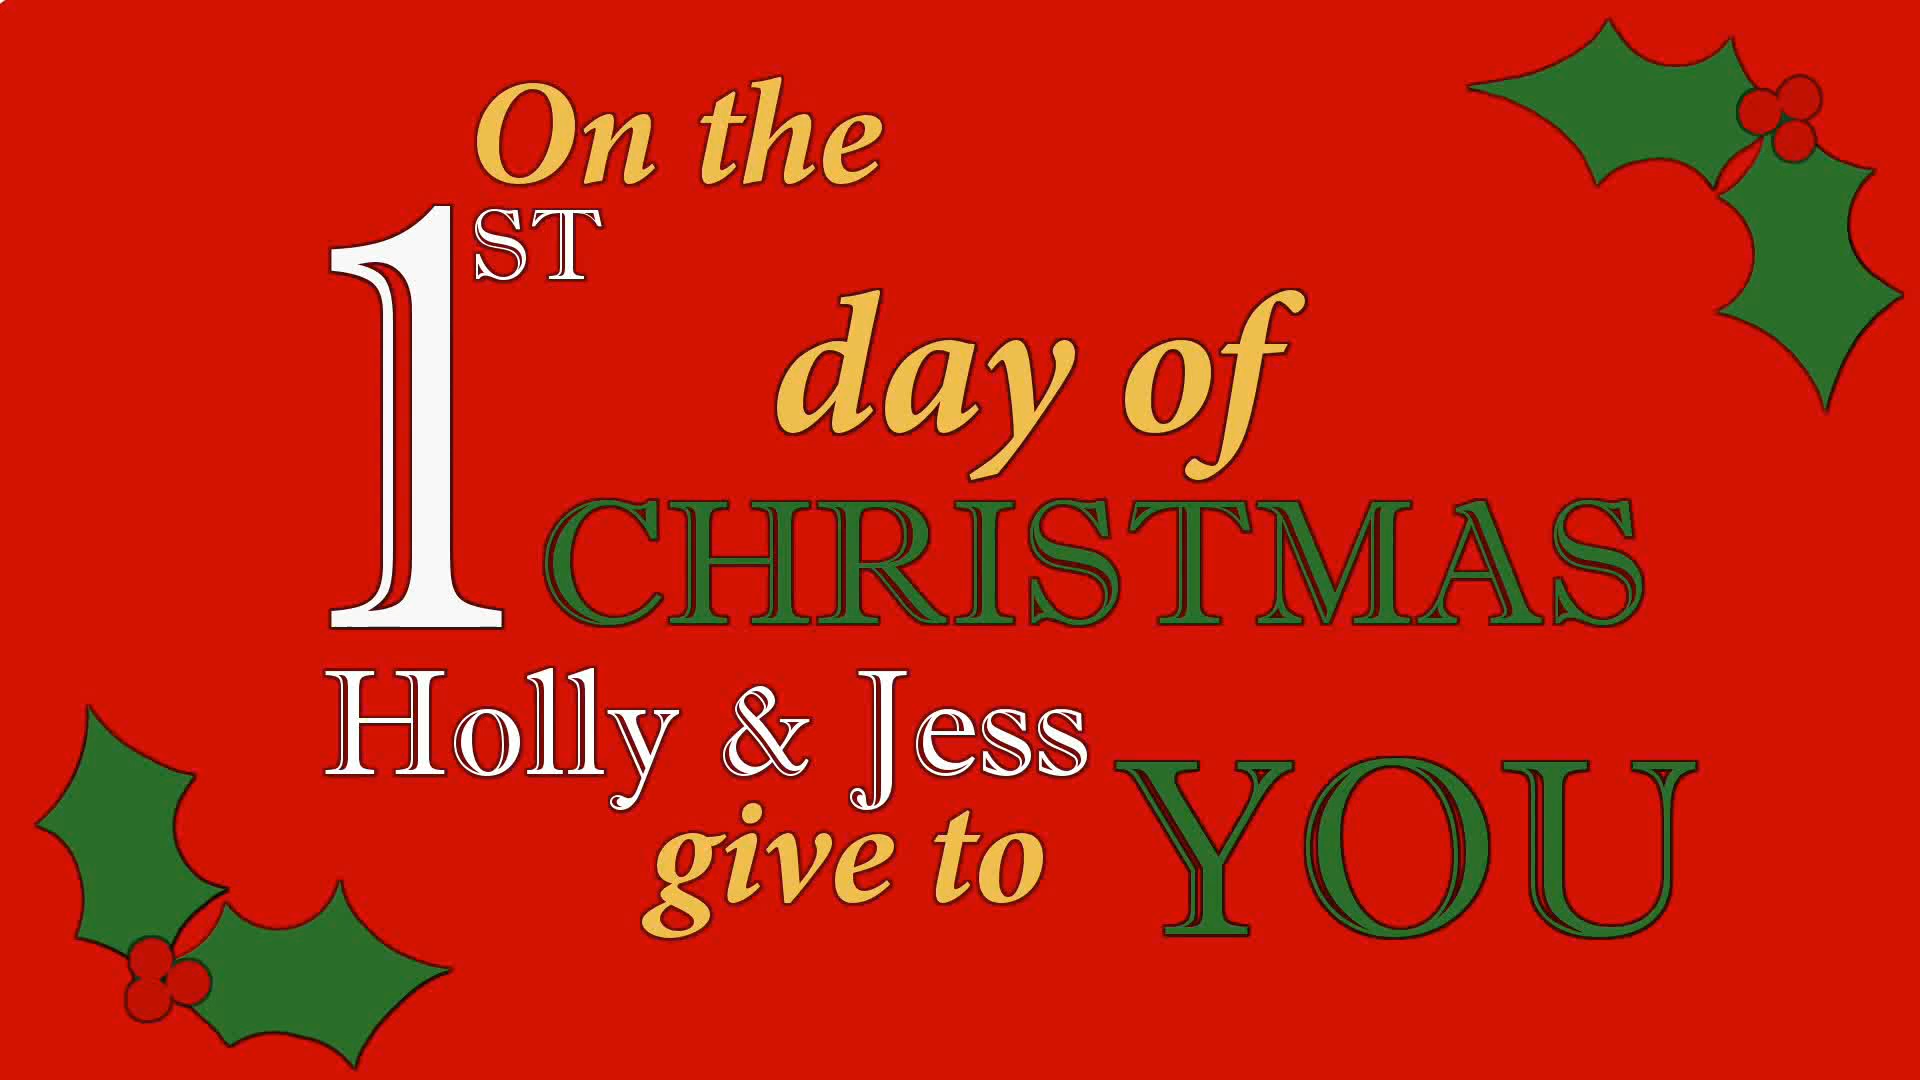 On the
1ST
day of
CHRISTMAS
Holly & Jess
give to YOU